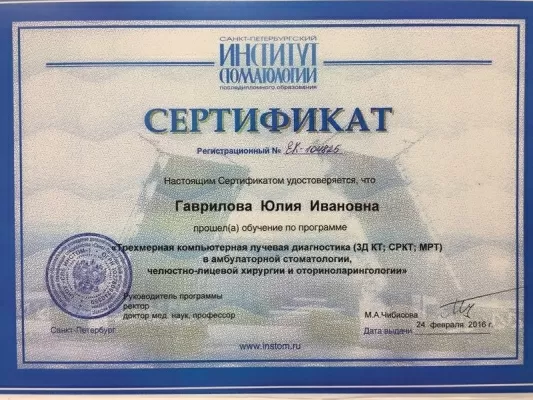 САНКТ-ПЕТЕРБУРГСКИЙ
ИНСТИТУТ
СТОМАТОЛОГИИ
последипломного образования
СЕРТИФИКАТ
Регистрационный №
Настоящим Сертификатом удостоверяется, что
Гаврилова Юлия Ивановна
прошел(а) обучение по программе
«Трехмерная компьютерная лучевая диагностика (3Д КТ; СРКТ; МРТ)
в амбулаторной стоматологии,
челюстно-лицевой хирургии и оториноларингологии»
Руководитель программы
ректор
доктор мед. наук, профессор
М.А.Чибисова
Санкт-Петербург
Дата выдачи 24 февраля 2016 г.
www.instom.ru